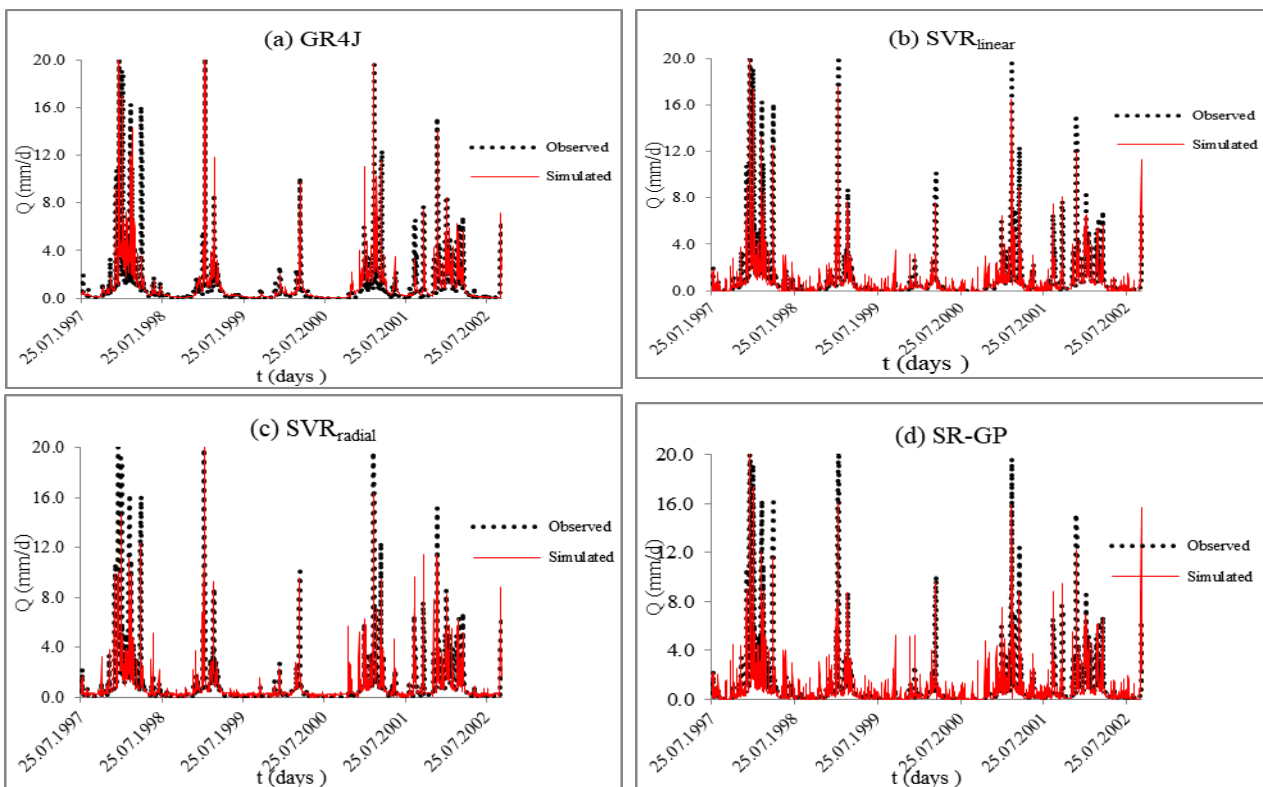 (a) GR4J
20.0
16.0
12.0
8.0
4.0
0.0
Q (mm/d)
Observed
Simulated
25.07.1997
25.07.1998
25.07.1999
25.07.2000
25.07.2001
25.07.2002
t (days )
(b) SVRlinear
20.0
16.0
12.0
8.0
4.0
0.0
Q (mm/d)
Observed
Simulated
25.07.1997
25.07.1998
25.07.1999
25.07.2000
25.07.2001
25.07.2002
t (days )
(c) SVRradial
20.0
16.0
12.0
8.0
4.0
0.0
Q (mm/d)
Observed
Simulated
25.07.1997
25.07.1998
25.07.1999
25.07.2000
25.07.2001
25.07.2002
t (days )
(d) SR-GP
20.0
16.0
12.0
8.0
4.0
0.0
Q (mm/d)
Observed
Simulated
25.07.1997
25.07.1998
25.07.1999
25.07.2000
25.07.2001
25.07.2002
t (days )